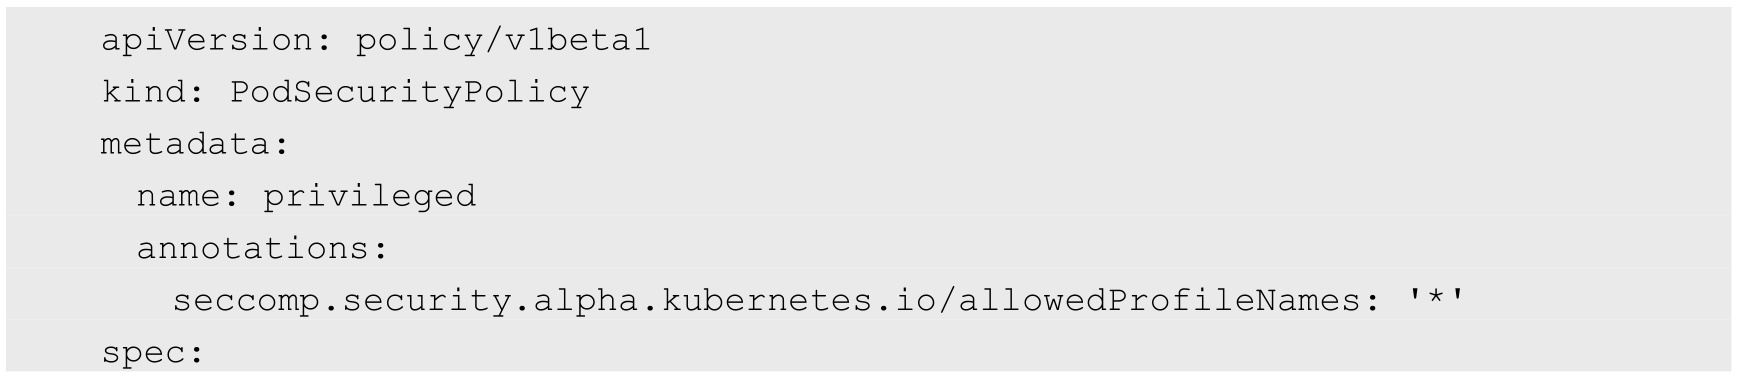 apiVersion: policy/v1beta1
kind: PodSecurityPolicy
metadata:
  name: privileged
  annotations:
    seccomp.security.alpha.kubernetes.io/allowedProfileNames: '*'
spec: